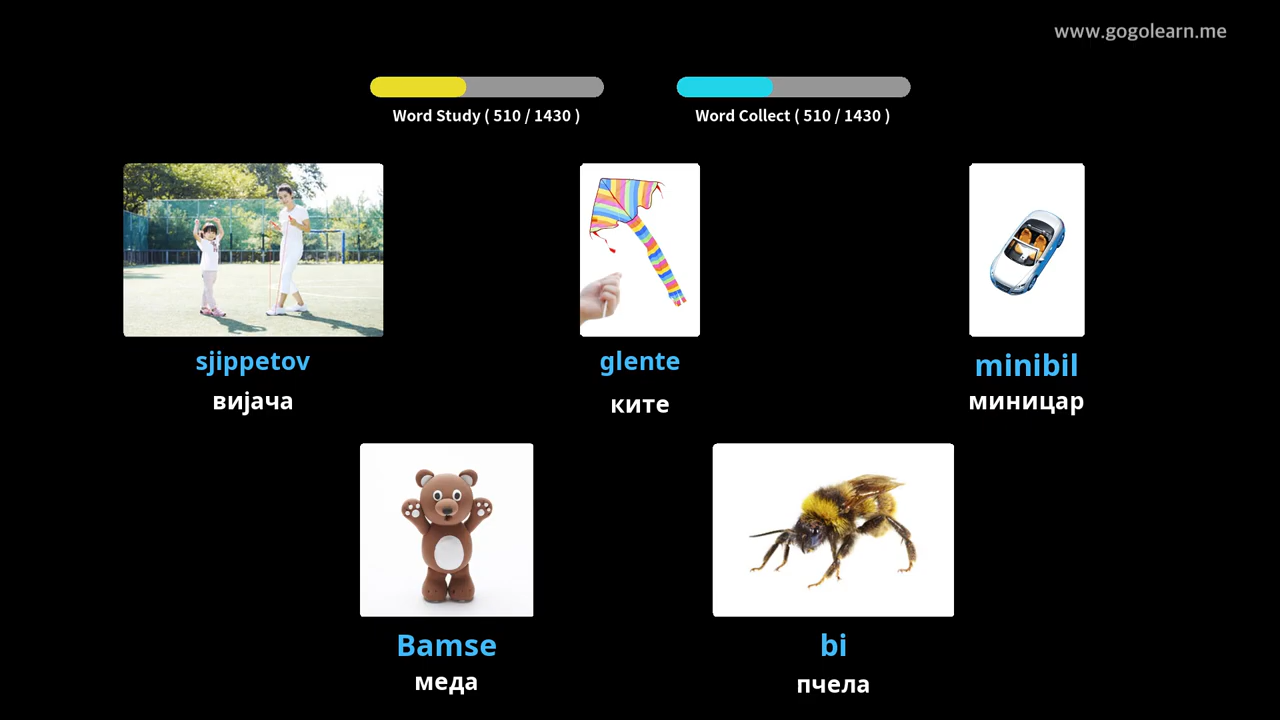 www.gogolearn.me
Word Study ( 510 / 1430 )
Word Collect ( 510 / 1430 )
sjippetov
glente
minibil
вијача
ките
миницар
Bamse
bi
меда
пчела